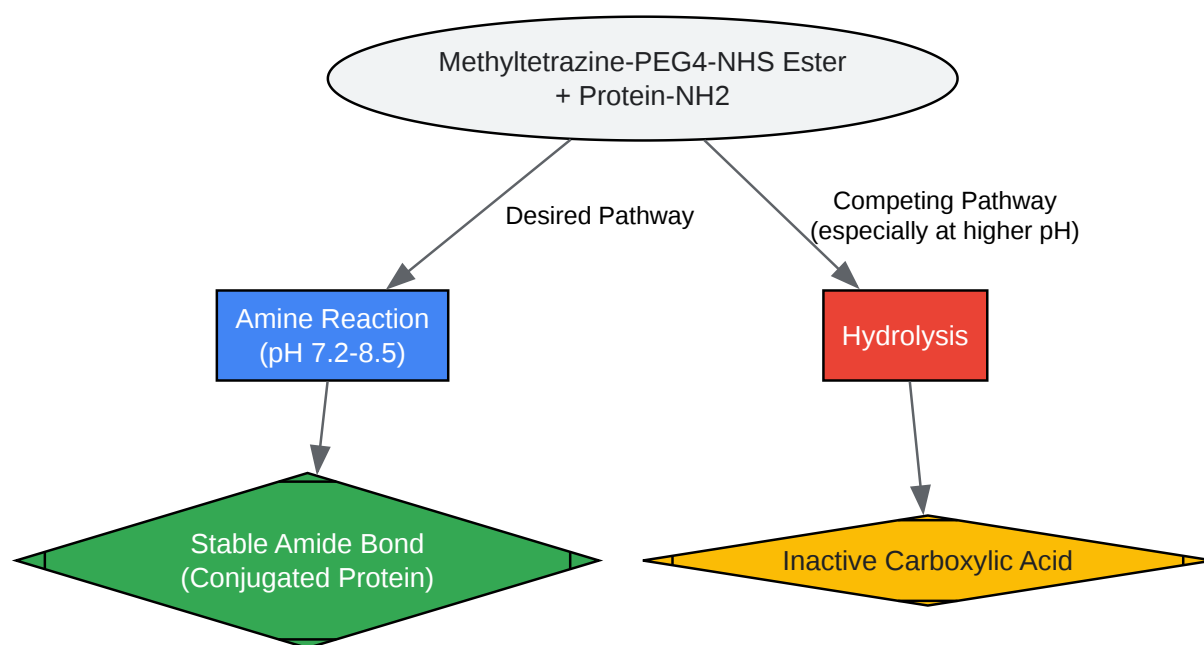 Methyltetrazine-PEG4-NHS Ester
+ Protein-NH2
Desired Pathway
Competing Pathway
(especially at higher pH)
Amine Reaction
(pH 7.2-8.5)
Hydrolysis
Stable Amide Bond
(Conjugated Protein)
Inactive Carboxylic Acid